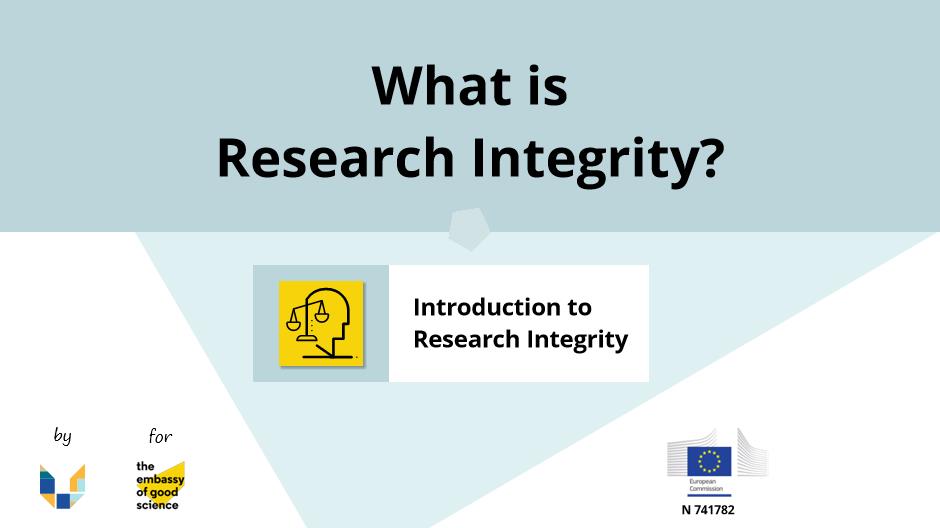 What is
Research Integrity?
Introduction to
Research Integrity
by
for
the
embassy
of good
science
European
Commission
N 741782